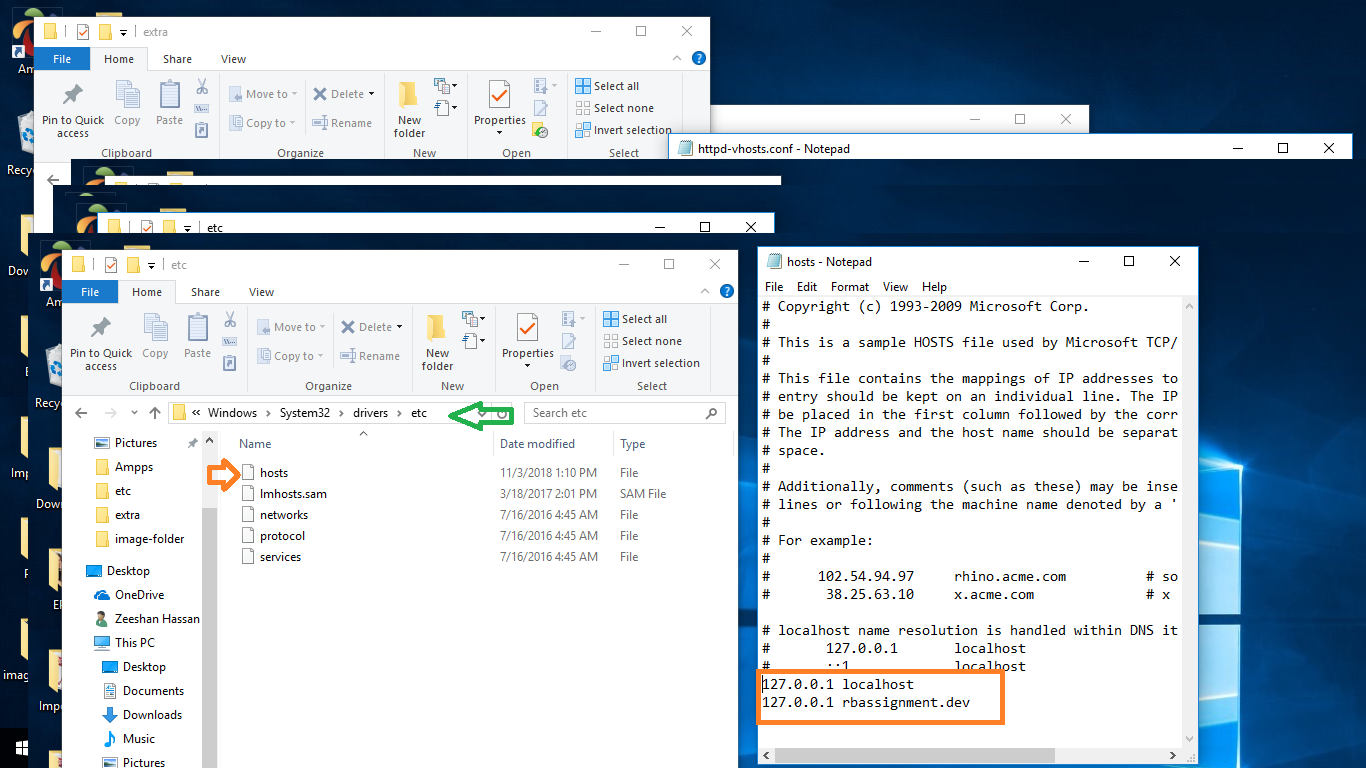 extra
File Home Share View
Am
Pin to Quick access
Copy
Paste
Move to
Copy to
Delete
Rename
New folder
Properties
Select all
Select none
Invert selection
Clipboard Organize New Open Select
Recy
httpd-vhosts.conf - Notepad
etc
Dow
etc
Am
File Home Share View
Pin to Quick access
Copy
Paste
Move to
Copy to
Delete
Rename
New folder
Properties
Select all
Select none
Invert selection
Clipboard Organize New Open Select
Recy
« Windows > System32 > drivers > etc
Search etc
Imp
Dow
imag
Imp
Pictures
Ampps
etc
extra
image-folder
Desktop
OneDrive
Zeeshan Hassan
This PC
Desktop
Documents
Downloads
Music
Pictures
Name Date modified Type
hosts 11/3/2018 1:10 PM File
lmhosts.sam 3/18/2017 2:01 PM SAM File
networks 7/16/2016 4:45 AM File
protocol 7/16/2016 4:45 AM File
services 7/16/2016 4:45 AM File
hosts - Notepad
File Edit Format View Help
# Copyright (c) 1993-2009 Microsoft Corp.
#
# This is a sample HOSTS file used by Microsoft TCP/
#
# This file contains the mappings of IP addresses to
# entry should be kept on an individual line. The IP
# be placed in the first column followed by the corr
# The IP address and the host name should be separat
# space.
#
# Additionally, comments (such as these) may be inse
# lines or following the machine name denoted by a '
#
# For example:
#
# 102.54.94.97 rhino.acme.com # so
# 38.25.63.10 x.acme.com # x
# localhost name resolution is handled within DNS it
# 127.0.0.1 localhost
# ::1 localhost
127.0.0.1 localhost
127.0.0.1 rbassignment.dev